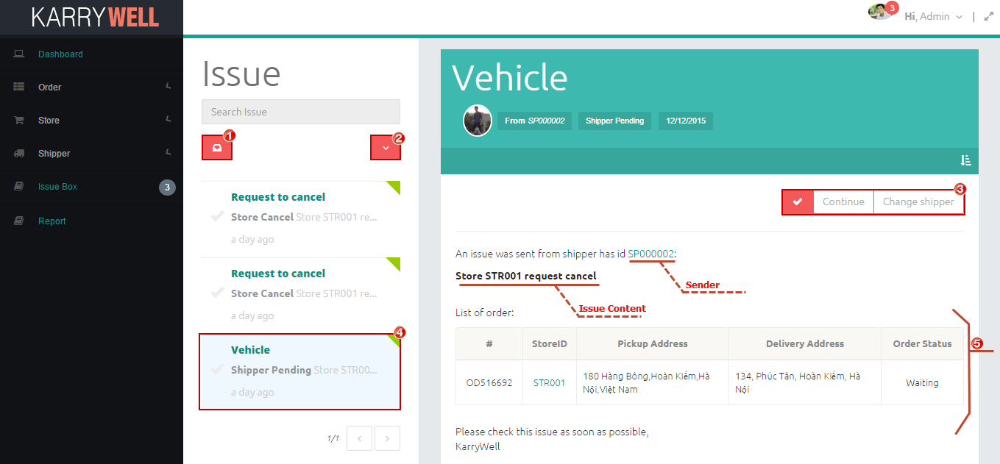 KARRYWELL
3
Hi, Admin
Dashboard
Order
Store
Shipper
Issue Box
3
Report
Issue
Search Issue
1
2
Request to cancel
Store Cancel Store STR001 re...
a day ago
Request to cancel
Store Cancel Store STR001 re...
a day ago
4
Vehicle
Shipper Pending Store STR00...
a day ago
1/1
Vehicle
From SP000002 Shipper Pending 12/12/2015
3
Continue Change shipper
An issue was sent from shipper has id SP000002:
Store STR001 request cancel
Sender
Issue Content
List of order:
# StoreID Pickup Address Delivery Address Order Status
5
OD516692 STR001 180 Hàng Bông,Hoàn Kiếm,Hà Nội,Việt Nam 134, Phúc Tân, Hoàn Kiếm, Hà Nội Waiting
Please check this issue as soon as possible,
KarryWell